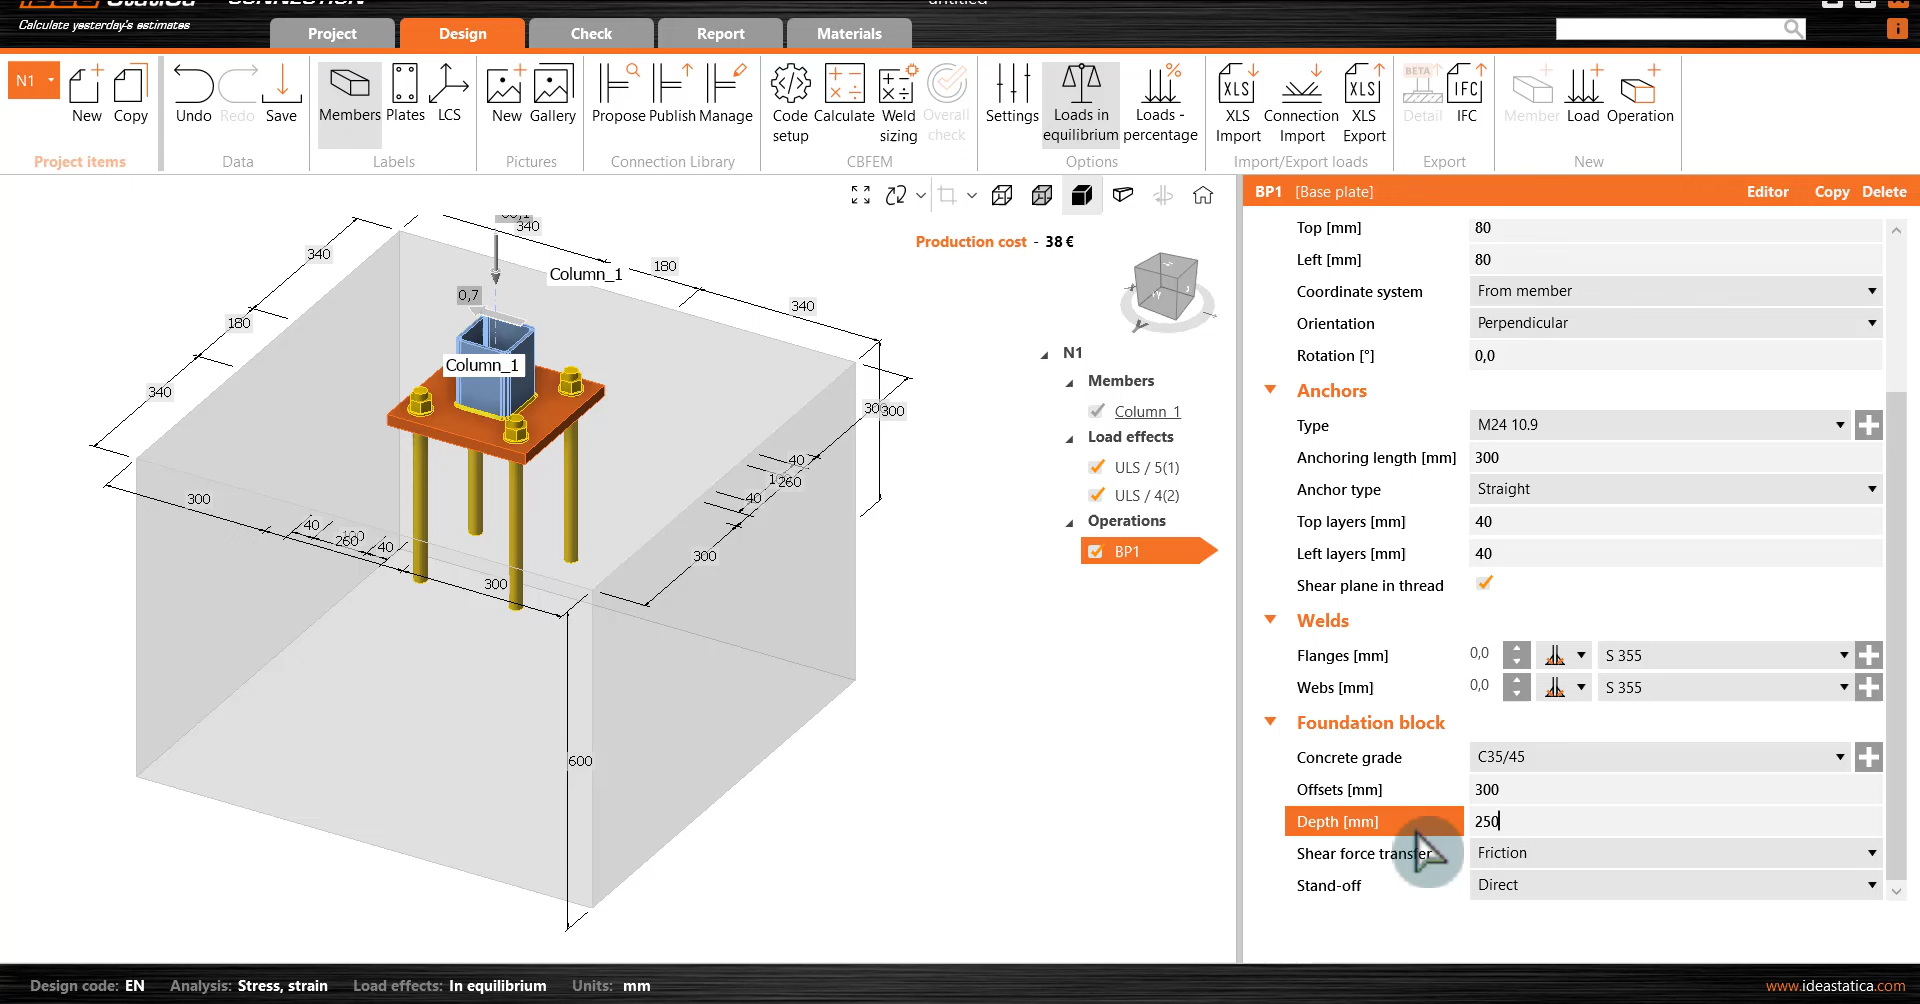 Calculate yesterday's estimates
Project
Design
Check
Report
Materials
N1
New
Copy
Undo
Redo
Save
Members
Plates
LCS
New
Gallery
Propose
Publish
Manage
Code setup
Calculate
Weld sizing
Overall check
Settings
Loads in equilibrium
Loads - percentage
XLS Import
Connection Import
XLS Export
BETA
Detail
IFC
Member
Load
Operation
Project items
Data
Labels
Pictures
Connection Library
CBFEM
Options
Import/Export loads
Export
New
BP1 [Base plate]
Editor
Copy
Delete
Production cost - 38 €
340
340
Column_1
180
340
0,7
180
Column_1
340
300
300
40
260
40
300
40
260
40
300
300
600
N1
Members
Column_1
Load effects
ULS / 5(1)
ULS / 4(2)
Operations
BP1
Top [mm] 80
Left [mm] 80
Coordinate system From member
Orientation Perpendicular
Rotation [°] 0,0
Anchors
Type M24 10.9
Anchoring length [mm] 300
Anchor type Straight
Top layers [mm] 40
Left layers [mm] 40
Shear plane in thread
Welds
Flanges [mm] 0,0 S 355
Webs [mm] 0,0 S 355
Foundation block
Concrete grade C35/45
Offsets [mm] 300
Depth [mm] 250
Shear force transfer Friction
Stand-off Direct
Design code: EN Analysis: Stress, strain Load effects: In equilibrium Units: mm
www.ideastatica.com